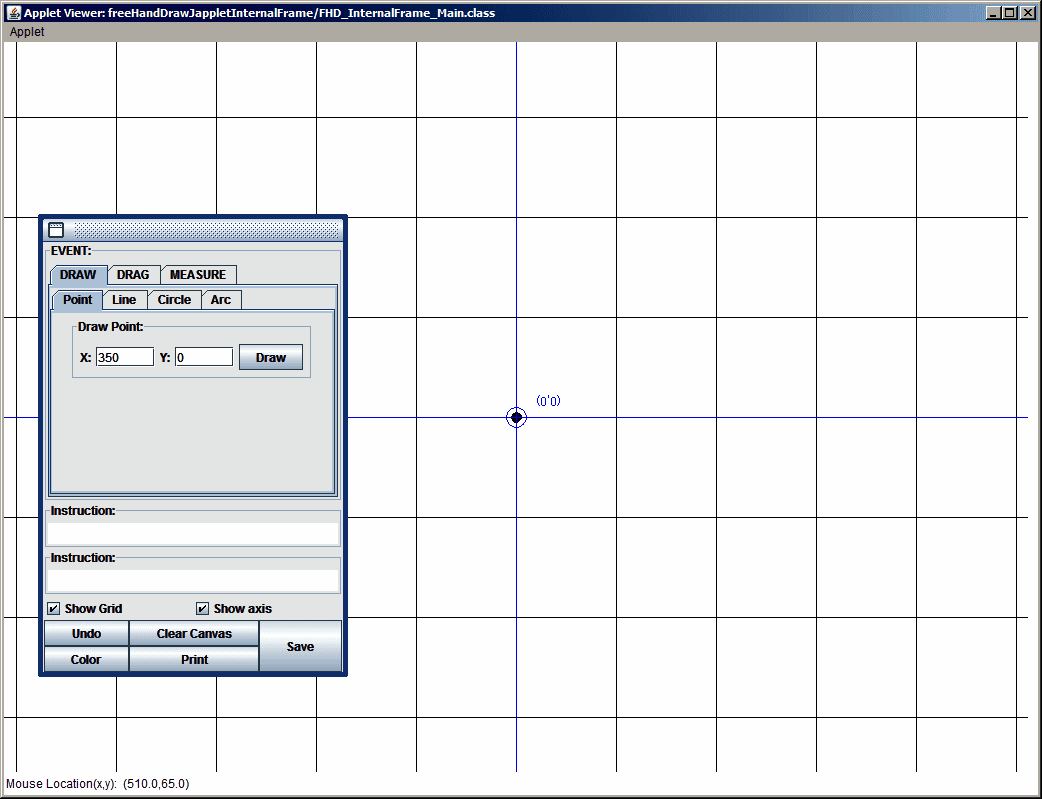 Applet Viewer: freeHandDrawJappletInternalFrame/FHD_InternalFrame_Main.class
Applet
EVENT:
DRAW DRAG MEASURE
Point Line Circle Arc
Draw Point:
X: 350 Y: 0 Draw
(0'0)
Instruction:
Instruction:
Show Grid Show axis
Undo Clear Canvas Save
Color Print
Mouse Location(x,y): (510.0,65.0)